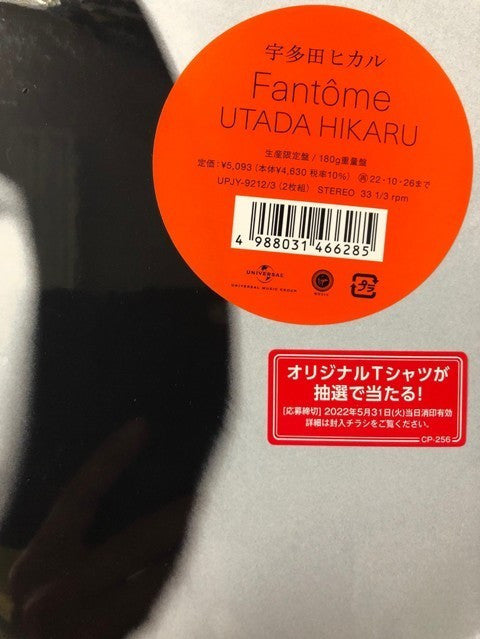 宇多田ヒカル
Fantôme
UTADA HIKARU
生産限定盤 / 180g重量盤
定価:¥5,093 (本体¥4,630 税率10%) Ⓨ22・10・26まで
UPJY-9212/3 (2枚組) STEREO 33 1/3 rpm
4 988031 466285
UNIVERSAL
UNIVERSAL MUSIC GROUP
プラ
オリジナルTシャツが
抽選で当たる!
[応募締切] 2022年5月31日(火)当日消印有効
詳細は封入チラシをご覧ください。
CP-256